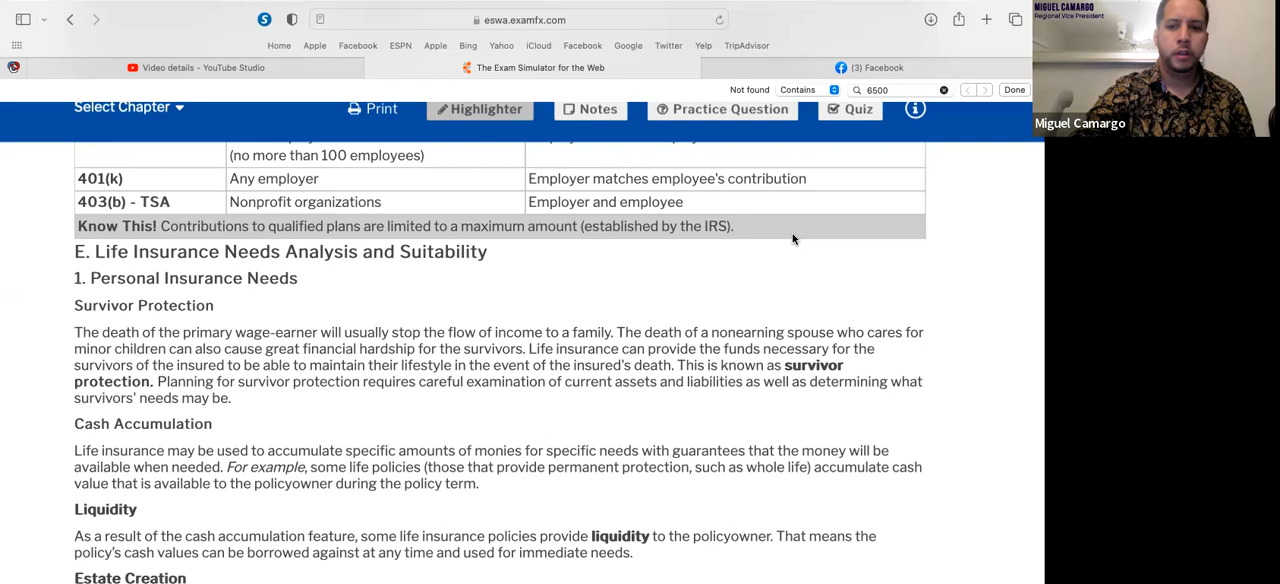 eswa.examfx.com
MIGUEL CAMARGO
Regional Vice President
Home Apple Facebook ESPN Apple Bing Yahoo iCloud Facebook Google Twitter Yelp TripAdvisor
Video details - YouTube Studio
The Exam Simulator for the Web
(3) Facebook
Not found Contains 6500 Done
Select Chapter Print Highlighter Notes Practice Question Quiz
Miguel Camargo
(no more than 100 employees)
401(k) Any employer Employer matches employee's contribution
403(b) - TSA Nonprofit organizations Employer and employee
Know This! Contributions to qualified plans are limited to a maximum amount (established by the IRS).
E. Life Insurance Needs Analysis and Suitability
1. Personal Insurance Needs
Survivor Protection
The death of the primary wage-earner will usually stop the flow of income to a family. The death of a nonearning spouse who cares for
minor children can also cause great financial hardship for the survivors. Life insurance can provide the funds necessary for the
survivors of the insured to be able to maintain their lifestyle in the event of the insured's death. This is known as survivor
protection. Planning for survivor protection requires careful examination of current assets and liabilities as well as determining what
survivors' needs may be.
Cash Accumulation
Life insurance may be used to accumulate specific amounts of monies for specific needs with guarantees that the money will be
available when needed. For example, some life policies (those that provide permanent protection, such as whole life) accumulate cash
value that is available to the policyowner during the policy term.
Liquidity
As a result of the cash accumulation feature, some life insurance policies provide liquidity to the policyowner. That means the
policy's cash values can be borrowed against at any time and used for immediate needs.
Estate Creation